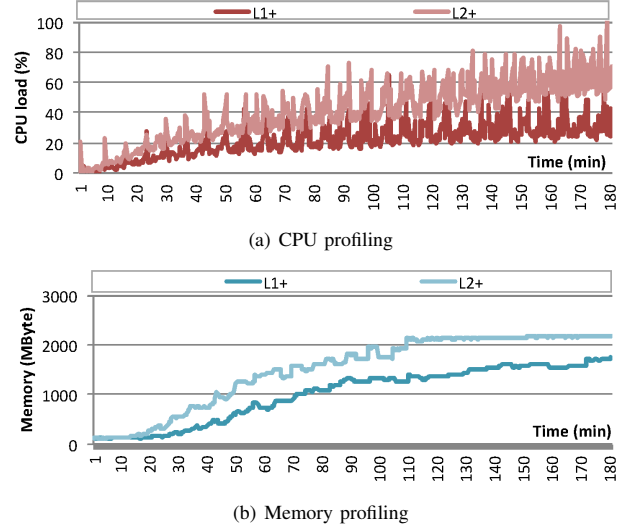 L1+ L2+
100
80
60
40
20
0
CPU load (%)
Time (min)
1 10 20 30 40 50 60 70 80 90 100 110 120 130 140 150 160 170 180
(a) CPU profiling
L1+ L2+
3000
2000
1000
0
Memory (MByte)
Time (min)
1 10 20 30 40 50 60 70 80 90 100 110 120 130 140 150 160 170 180
(b) Memory profiling